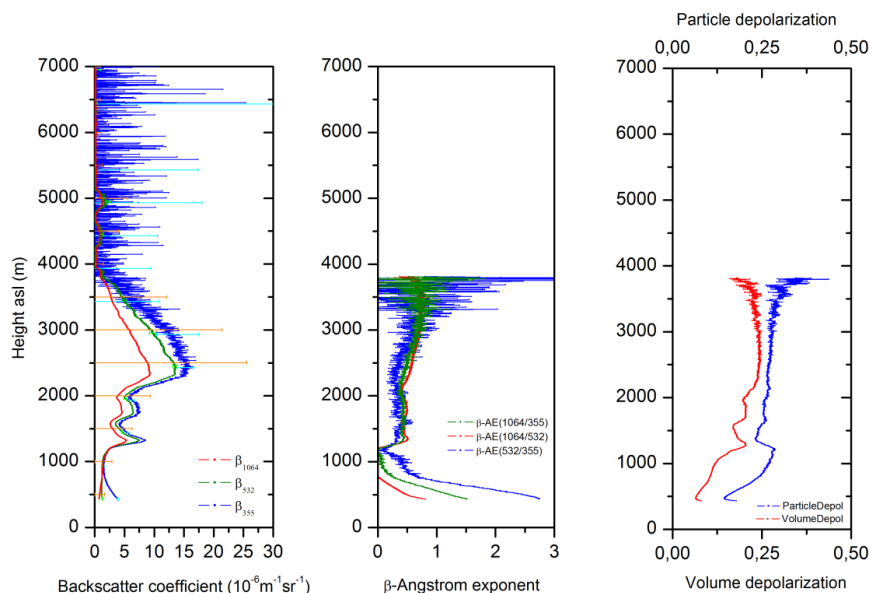 Particle depolarization
0,00 0,25 0,50
7000 7000 7000
6000 6000 6000
5000 5000 5000
4000 4000 4000
3000 3000 3000
2000 2000 2000
1000 1000 1000
0 0 0
Height asl (m)
β1064
β532
β355
β-AE(1064/355)
β-AE(1064/532)
β-AE(532/355)
ParticleDepol
VolumeDepol
0 5 10 15 20 25 30
0 1 2 3
0,00 0,25 0,50
Backscatter coefficient (10⁻⁶m⁻¹sr⁻¹)
β-Angstrom exponent
Volume depolarization